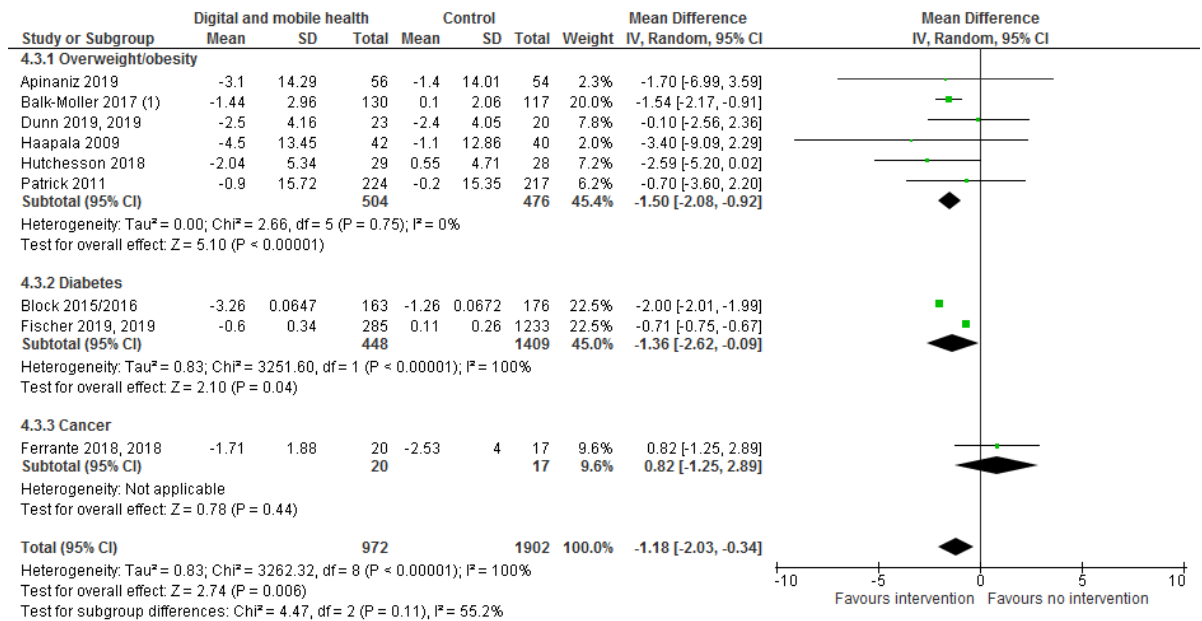 Digital and mobile health Control Mean Difference Mean Difference
Study or Subgroup Mean SD Total Mean SD Total Weight IV, Random, 95% CI IV, Random, 95% CI
4.3.1 Overweight/obesity
Apinaniz 2019 -3.1 14.29 56 -1.4 14.01 54 2.3% -1.70 [-6.99, 3.59]
Balk-Moller 2017 (1) -1.44 2.96 130 0.1 2.06 117 20.0% -1.54 [-2.17, -0.91]
Dunn 2019, 2019 -2.5 4.16 23 -2.4 4.05 20 7.8% -0.10 [-2.56, 2.36]
Haapala 2009 -4.5 13.45 42 -1.1 12.86 40 2.0% -3.40 [-9.09, 2.29]
Hutchesson 2018 -2.04 5.34 29 0.55 4.71 28 7.2% -2.59 [-5.20, 0.02]
Patrick 2011 -0.9 15.72 224 -0.2 15.35 217 6.2% -0.70 [-3.60, 2.20]
Subtotal (95% CI) 504 476 45.4% -1.50 [-2.08, -0.92]
Heterogeneity: Tau² = 0.00; Chi² = 2.66, df = 5 (P = 0.75); I² = 0%
Test for overall effect: Z = 5.10 (P < 0.00001)
4.3.2 Diabetes
Block 2015/2016 -3.26 0.0647 163 -1.26 0.0672 176 22.5% -2.00 [-2.01, -1.99]
Fischer 2019, 2019 -0.6 0.34 285 0.11 0.26 1233 22.5% -0.71 [-0.75, -0.67]
Subtotal (95% CI) 448 1409 45.0% -1.36 [-2.62, -0.09]
Heterogeneity: Tau² = 0.83; Chi² = 3251.60, df = 1 (P < 0.00001); I² = 100%
Test for overall effect: Z = 2.10 (P = 0.04)
4.3.3 Cancer
Ferrante 2018, 2018 -1.71 1.88 20 -2.53 4 17 9.6% 0.82 [-1.25, 2.89]
Subtotal (95% CI) 20 17 9.6% 0.82 [-1.25, 2.89]
Heterogeneity: Not applicable
Test for overall effect: Z = 0.78 (P = 0.44)
Total (95% CI) 972 1902 100.0% -1.18 [-2.03, -0.34]
Heterogeneity: Tau² = 0.83; Chi² = 3262.32, df = 8 (P < 0.00001); I² = 100%
Test for overall effect: Z = 2.74 (P = 0.006)
Test for subgroup differences: Chi² = 4.47, df = 2 (P = 0.11), I² = 55.2%
-10 -5 0 5 10
Favours intervention Favours no intervention